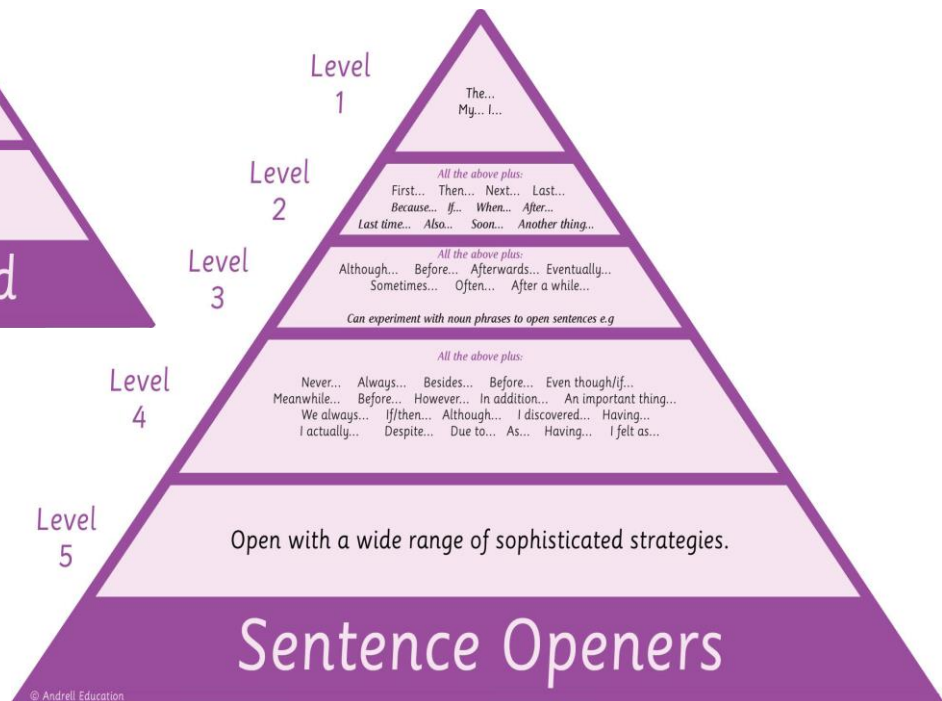 Level
1
The...
My... I...
Level
2
All the above plus:
First... Then... Next... Last...
Because... If... When... After...
Last time... Also... Soon... Another thing...
Level
3
All the above plus:
Although... Before... Afterwards... Eventually...
Sometimes... Often... After a while...
Can experiment with noun phrases to open sentences e.g
d
Level
4
All the above plus:
Never... Always... Besides... Before... Even though/if...
Meanwhile... Before... However... In addition... An important thing...
We always... If/then... Although... I discovered... Having...
I actually... Despite... Due to... As... Having... I felt as...
Level
5
Open with a wide range of sophisticated strategies.
Sentence Openers
© Andrell Education